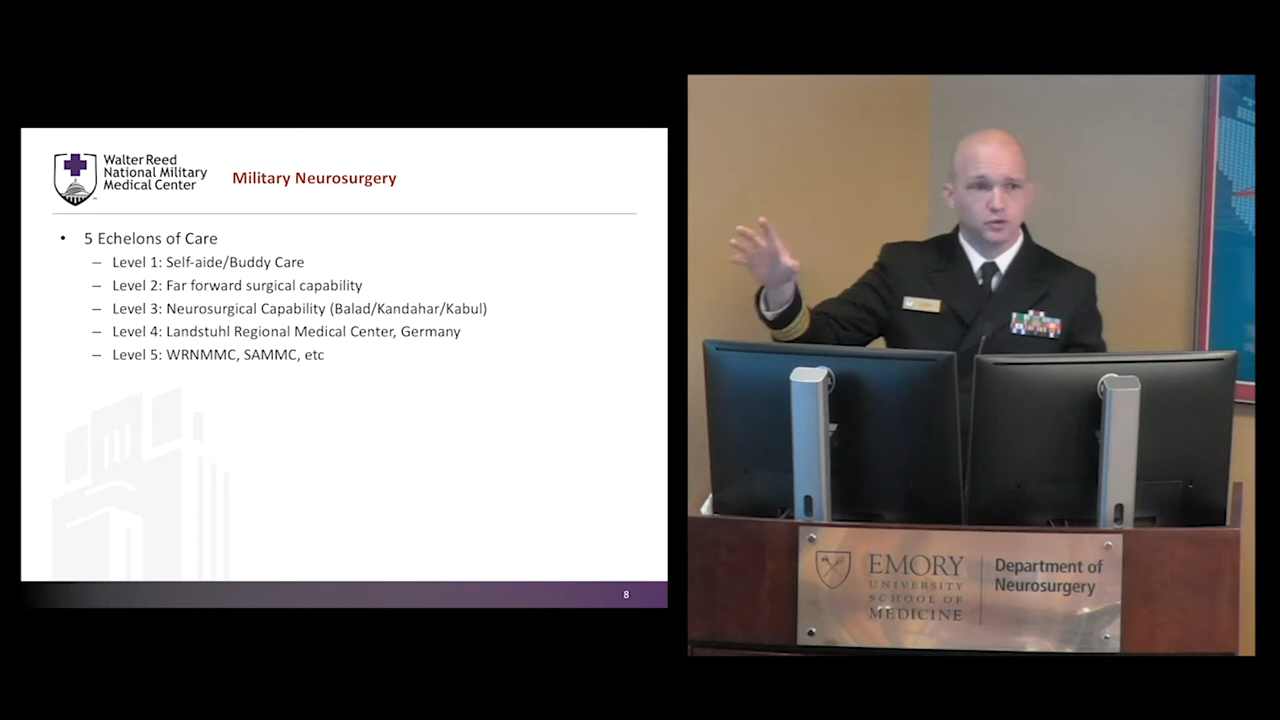 Walter Reed
National Military
Medical Center
Military Neurosurgery
• 5 Echelons of Care
– Level 1: Self-aide/Buddy Care
– Level 2: Far forward surgical capability
– Level 3: Neurosurgical Capability (Balad/Kandahar/Kabul)
– Level 4: Landstuhl Regional Medical Center, Germany
– Level 5: WRNMMC, SAMMC, etc
8
EMORY
UNIVERSITY
SCHOOL OF
MEDICINE
Department of
Neurosurgery